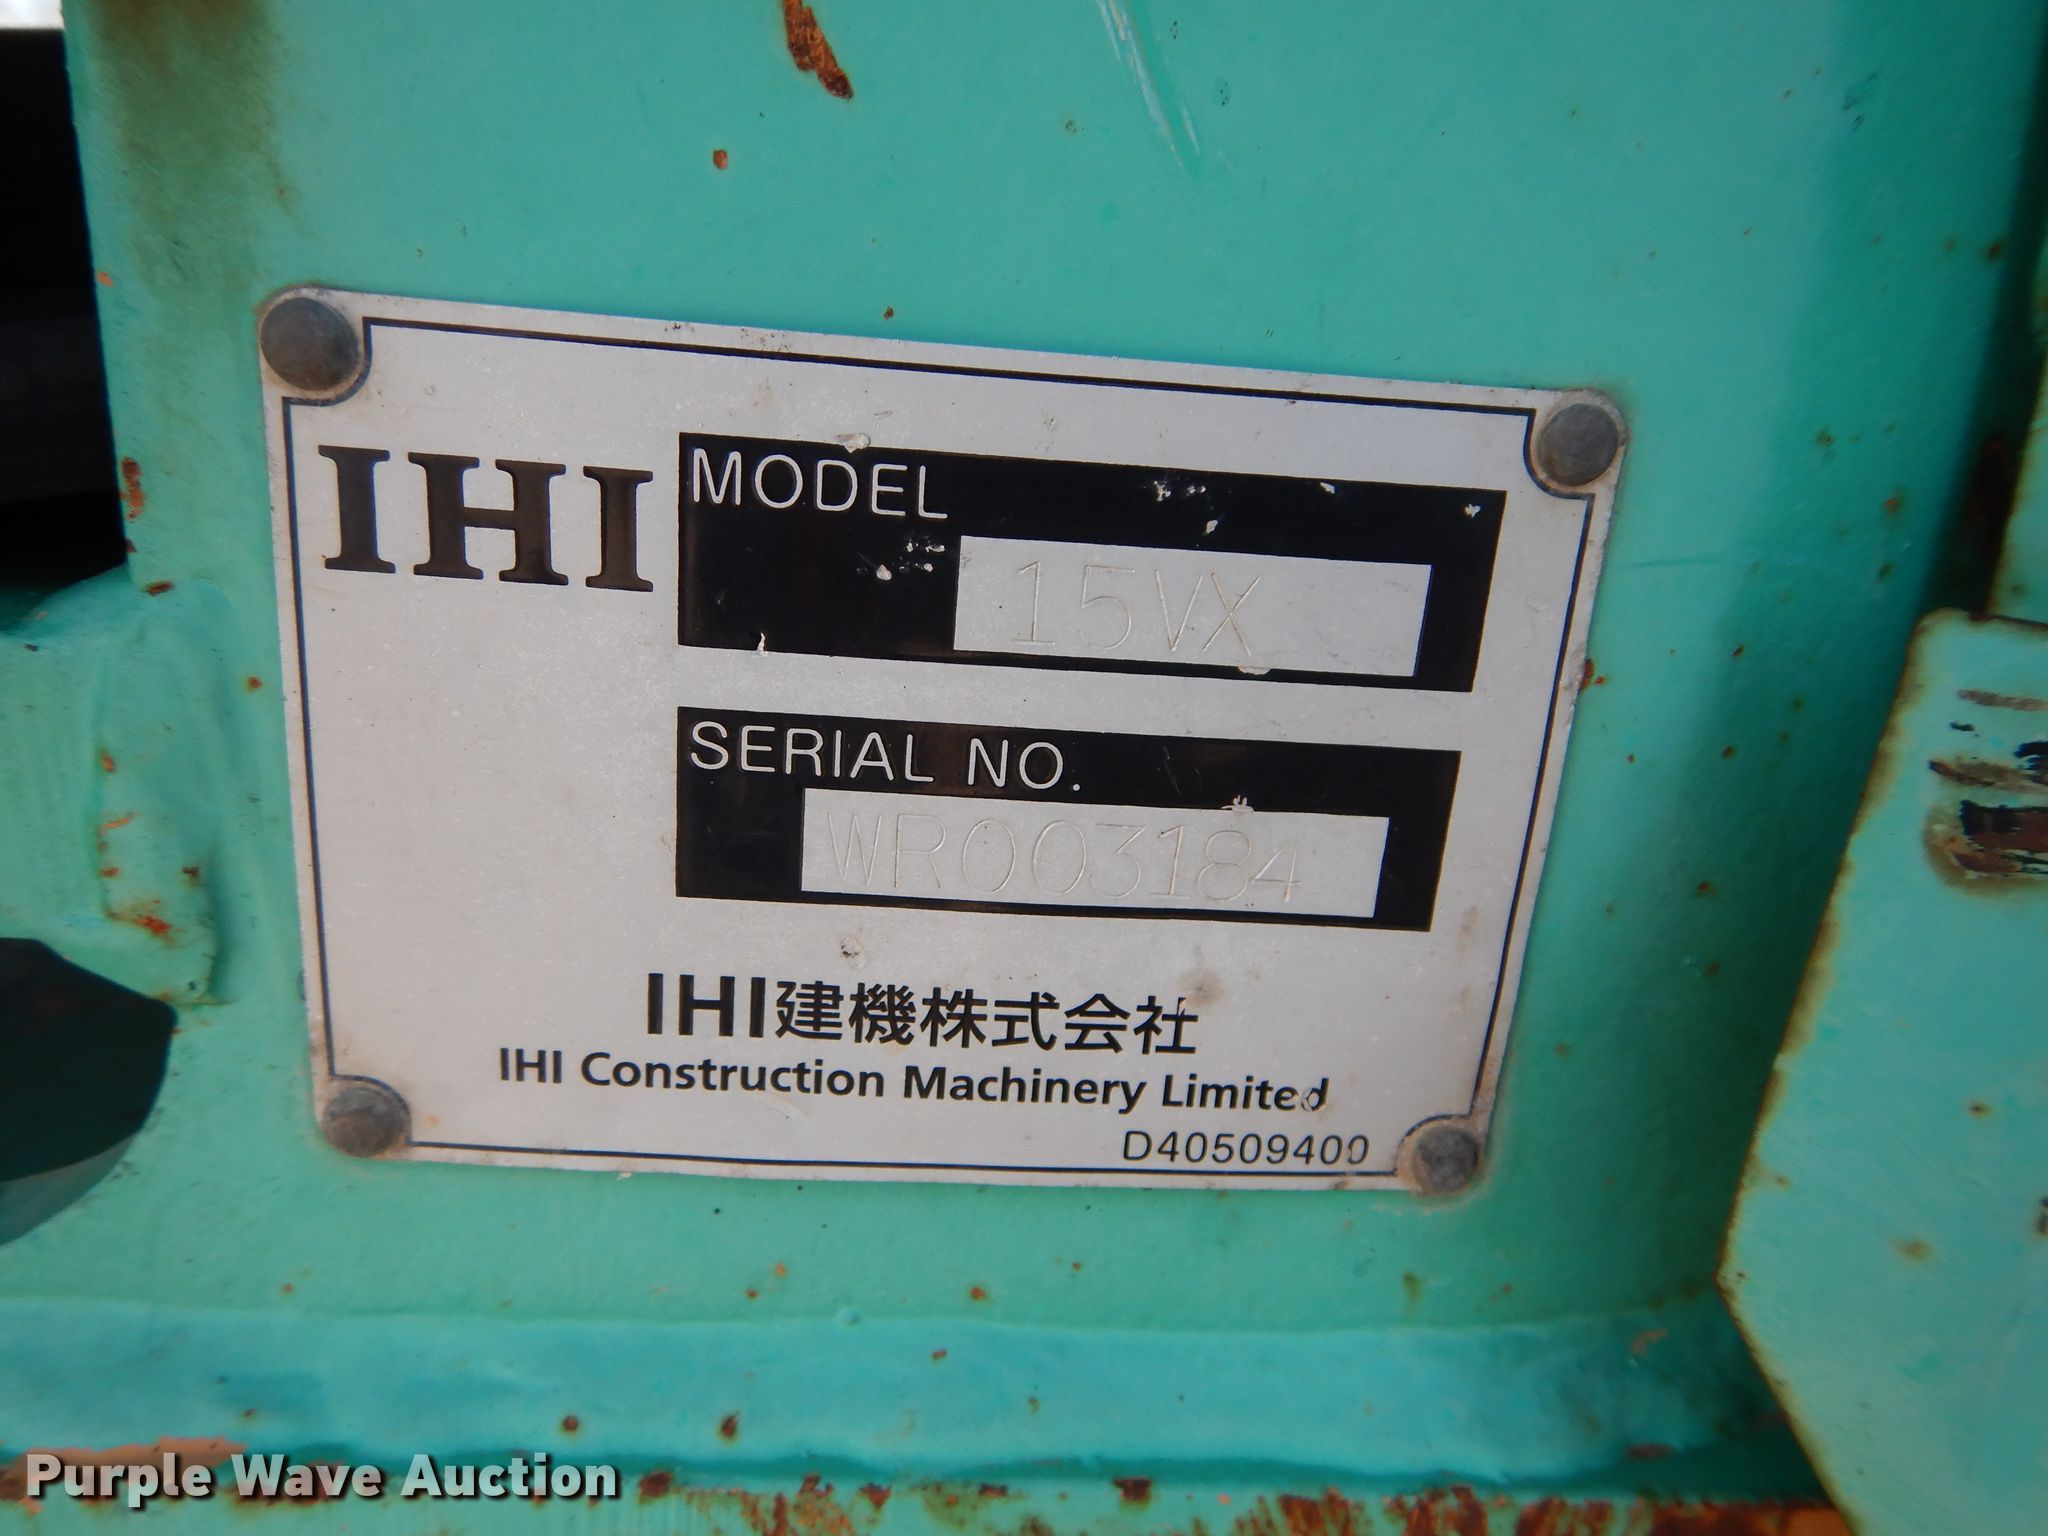 IHI
MODEL
15VX
SERIAL NO.
WR003184
IHI建機株式会社
IHI Construction Machinery Limited
D40509400
Purple Wave Auction